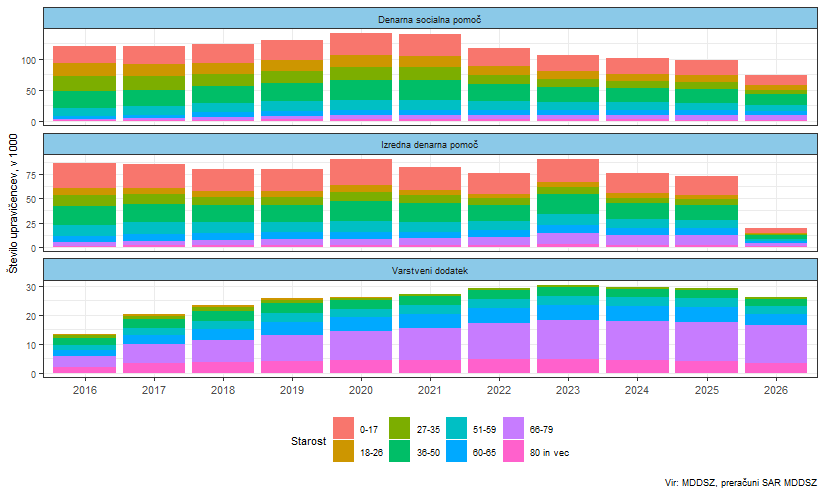 Denarna socialna pomoč
100
50
0
Izredna denarna pomoč
75
50
25
0
Število upravičencev, v 1000
Varstveni dodatek
30
20
10
0
2016 2017 2018 2019 2020 2021 2022 2023 2024 2025 2026
Starost
0-17 27-35 51-59 66-79
18-26 36-50 60-65 80 in vec
Vir: MDDSZ, preračuni SAR MDDSZ